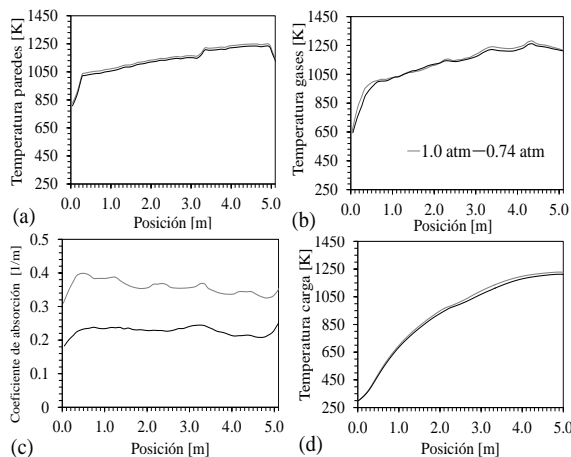 Temperatura paredes [K]
1450
1250
1050
850
650
450
250
0.0 1.0 2.0 3.0 4.0 5.0
Posición [m]
(a)
Temperatura gases [K]
1450
1250
1050
850
650
450
250
1.0 atm 0.74 atm
0.0 1.0 2.0 3.0 4.0 5.0
Posición [m]
(b)
Coeficiente de absorción [1/m]
0.5
0.4
0.3
0.2
0.1
0
0.0 1.0 2.0 3.0 4.0 5.0
Posición [m]
(c)
Temperatura carga [K]
1450
1250
1050
850
650
450
250
0.0 1.0 2.0 3.0 4.0 5.0
Posición [m]
(d)